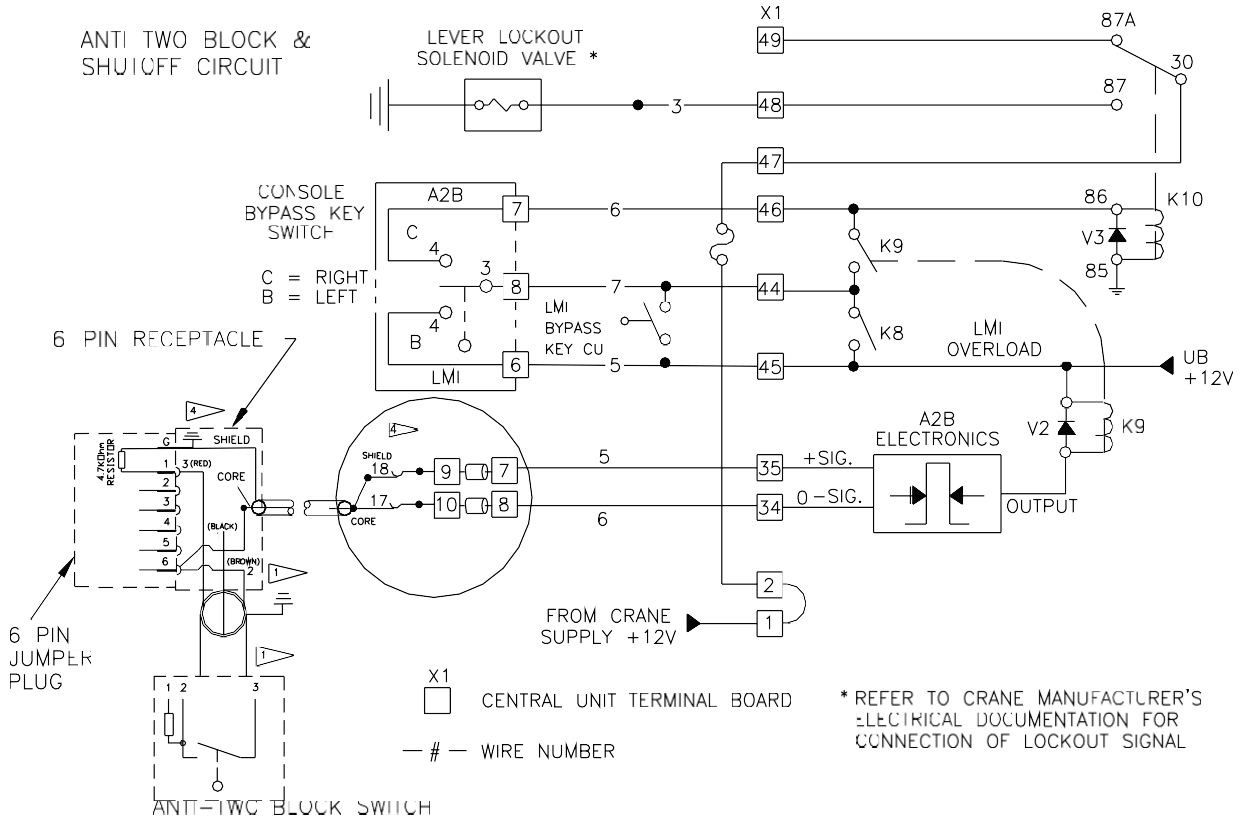 ANTI TWO BLOCK &
SHUTOFF CIRCUIT
LEVER LOCKOUT
SOLENOID VALVE *
X1
49
87A
30
3
48
87
47
CONSOLE
BYPASS KEY
SWITCH
C = RIGHT
B = LEFT
A2B
7
6
46
86
K10
C
4
K9
V3
85
3
8
7
44
4
B
LMI
BYPASS
KEY CU
K8
LMI
OVERLOAD
LMI
6
5
45
UB
+12V
6 PIN RECEPTACLE
4
G
SHIELD
4.7KOhm
RESISTOR
1
3 (RED)
CORE
2
3
4
(BLACK)
5
6
(BROWN)
2
1
4
SHIELD
18
9
7
5
35
+SIG.
17
10
8
6
34
0 -SIG.
CORE
A2B
ELECTRONICS
V2
K9
OUTPUT
2
FROM CRANE
SUPPLY +12V
1
6 PIN
JUMPER
PLUG
1
1 2 3
ANTI-TWO BLOCK SWITCH
X1
CENTRAL UNIT TERMINAL BOARD
— # — WIRE NUMBER
* REFER TO CRANE MANUFACTURER'S
ELECTRICAL DOCUMENTATION FOR
CONNECTION OF LOCKOUT SIGNAL